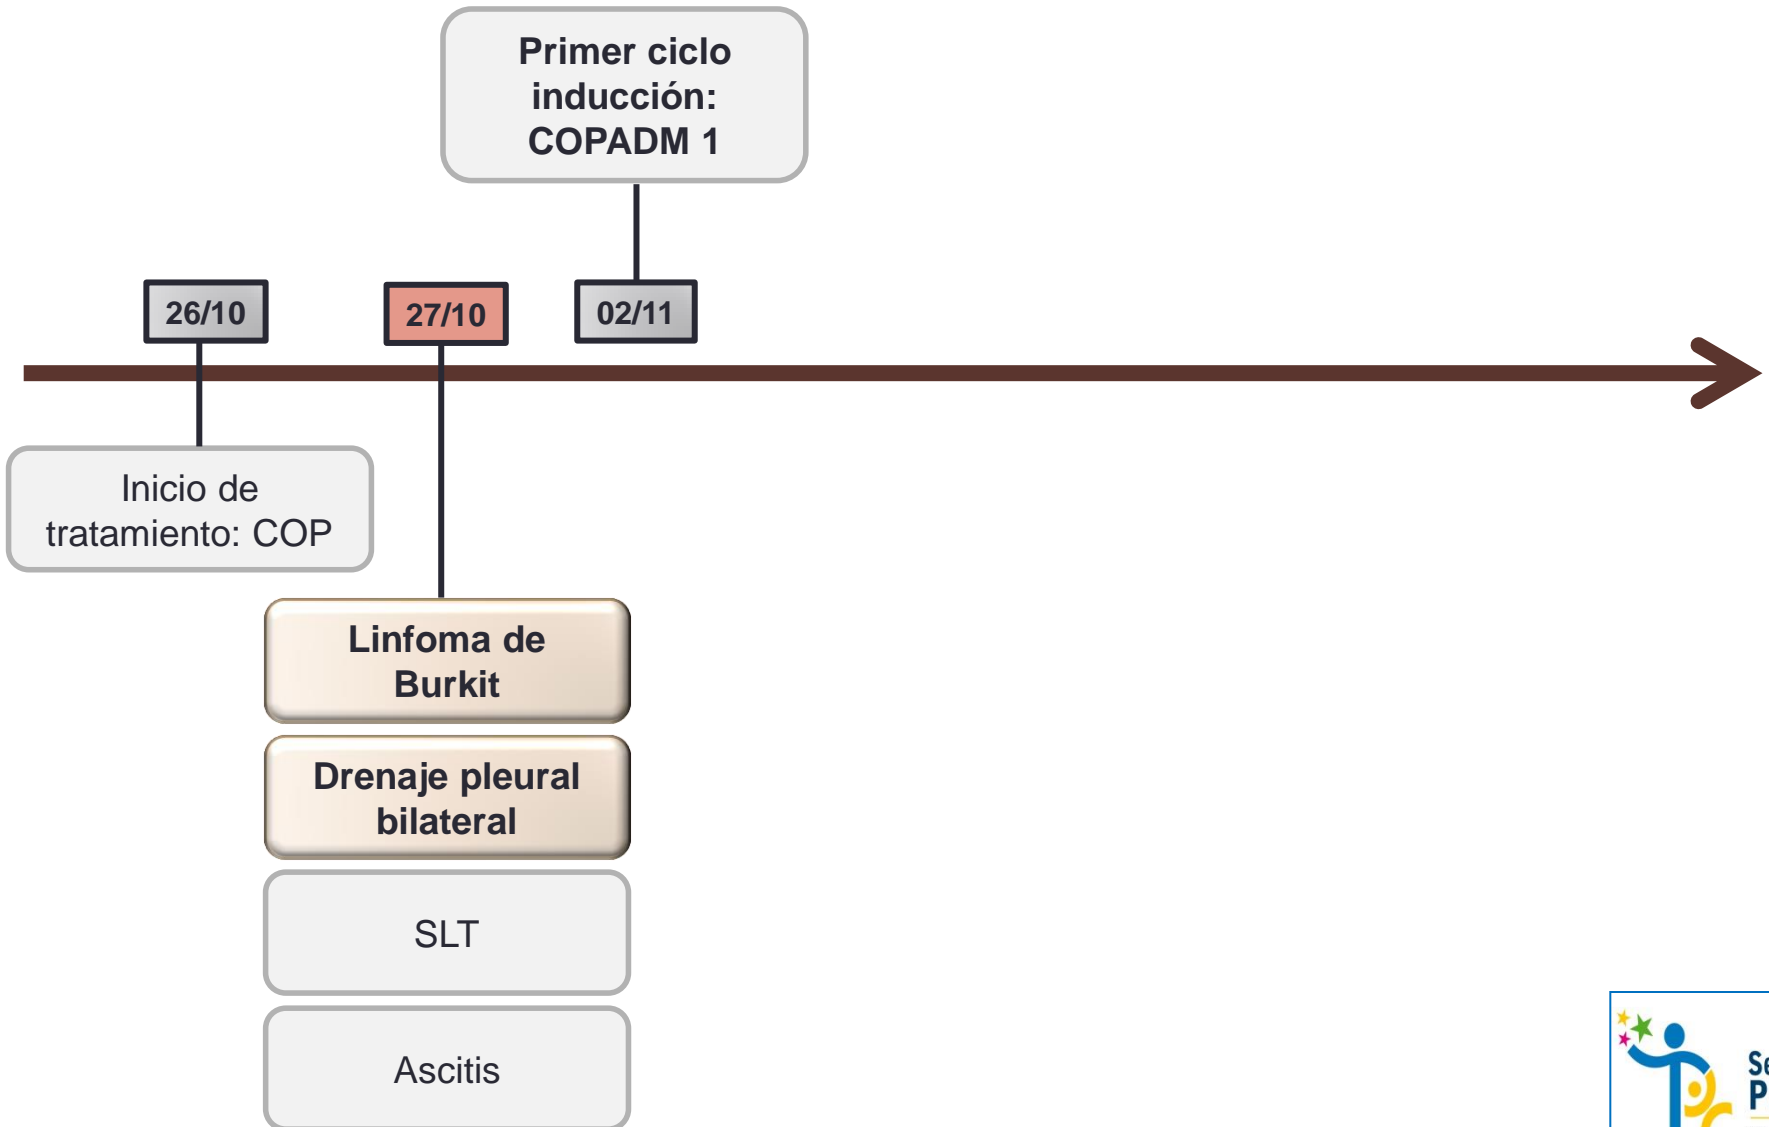 Primer ciclo
inducción:
COPADM 1
26/10
27/10
02/11
Inicio de
tratamiento: COP
Linfoma de
Burkit
Drenaje pleural
bilateral
SLT
Ascitis